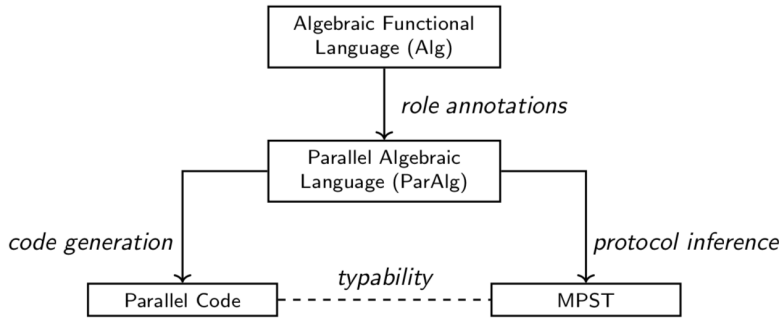 Algebraic Functional
Language (Alg)
role annotations
Parallel Algebraic
Language (ParAlg)
code generation
protocol inference
typability
Parallel Code
MPST